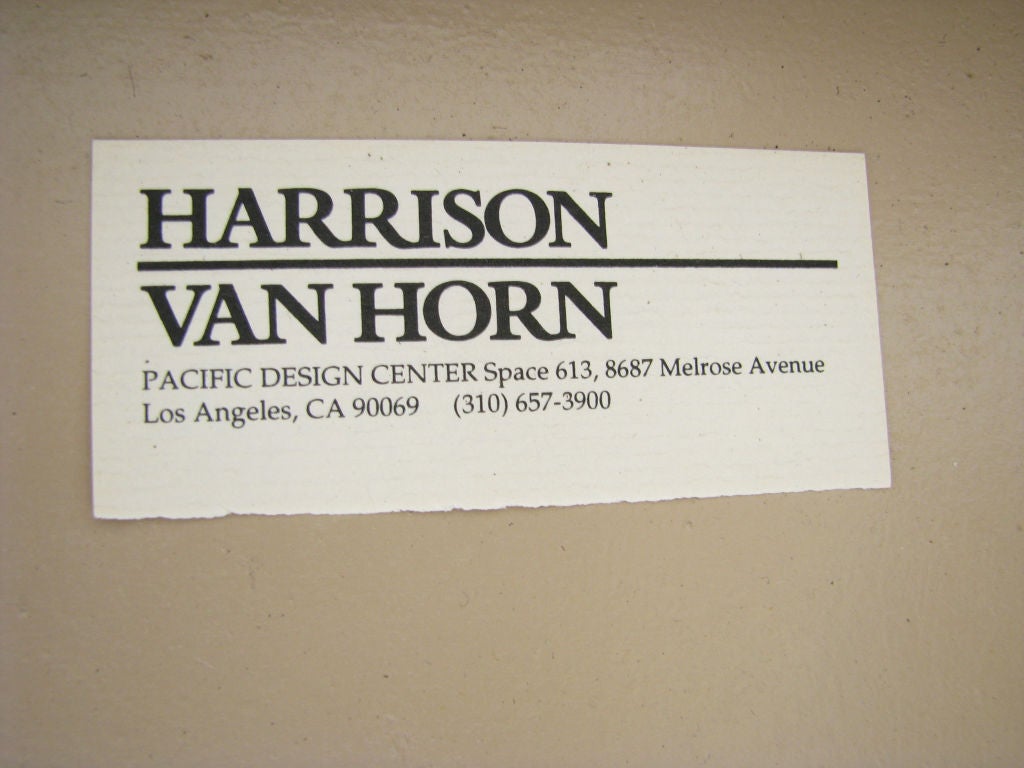 HARRISON
VAN HORN
PACIFIC DESIGN CENTER Space 613, 8687 Melrose Avenue
Los Angeles, CA 90069 (310) 657-3900